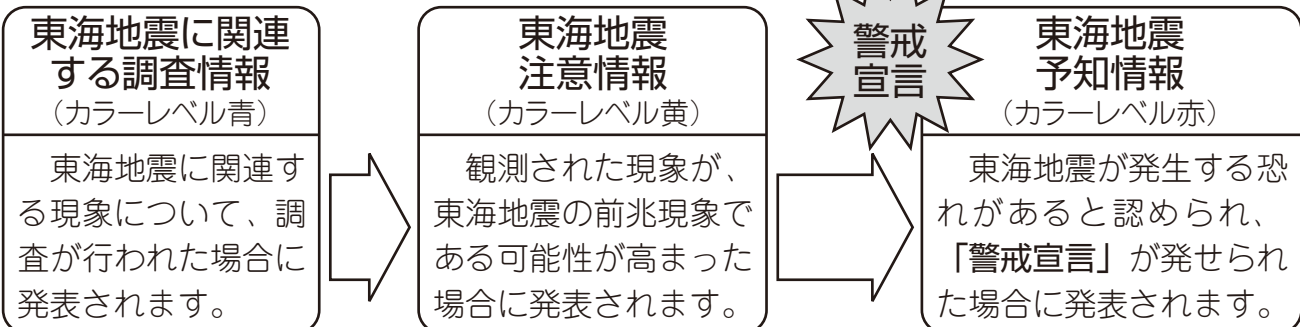 東海地震に関連
する調査情報
（カラーレベル青）
東海地震に関連す
る現象について、調
査が行われた場合に
発表されます。
東海地震
注意情報
（カラーレベル黄）
観測された現象が、
東海地震の前兆現象で
ある可能性が高まった
場合に発表されます。
警戒
宣言
東海地震
予知情報
（カラーレベル赤）
東海地震が発生する恐
れがあると認められ、
「警戒宣言」が発せられ
た場合に発表されます。